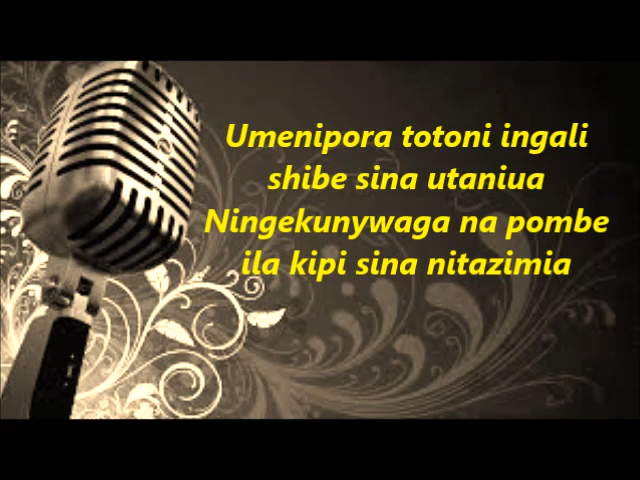 Umenipora totoni ingali
shibe sina utaniua
Ningekunywaga na pombe
ila kipi sina nitazimia